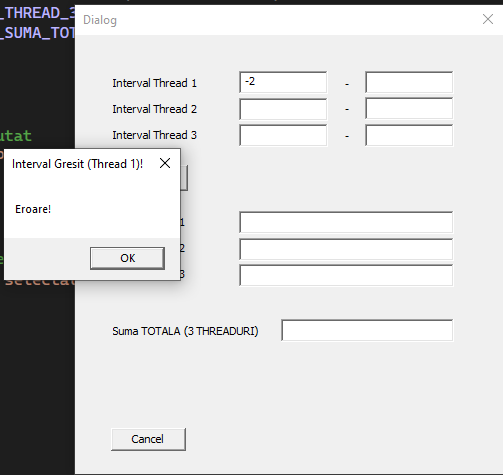 _THREAD_3
_SUMA_TOT
Dialog
Interval Thread 1 -2 -
Interval Thread 2 -
Interval Thread 3 -
utat
Interval Gresit (Thread 1)!
Eroare!
OK
1
2
3
selectat
Suma TOTALA (3 THREADURI)
Cancel